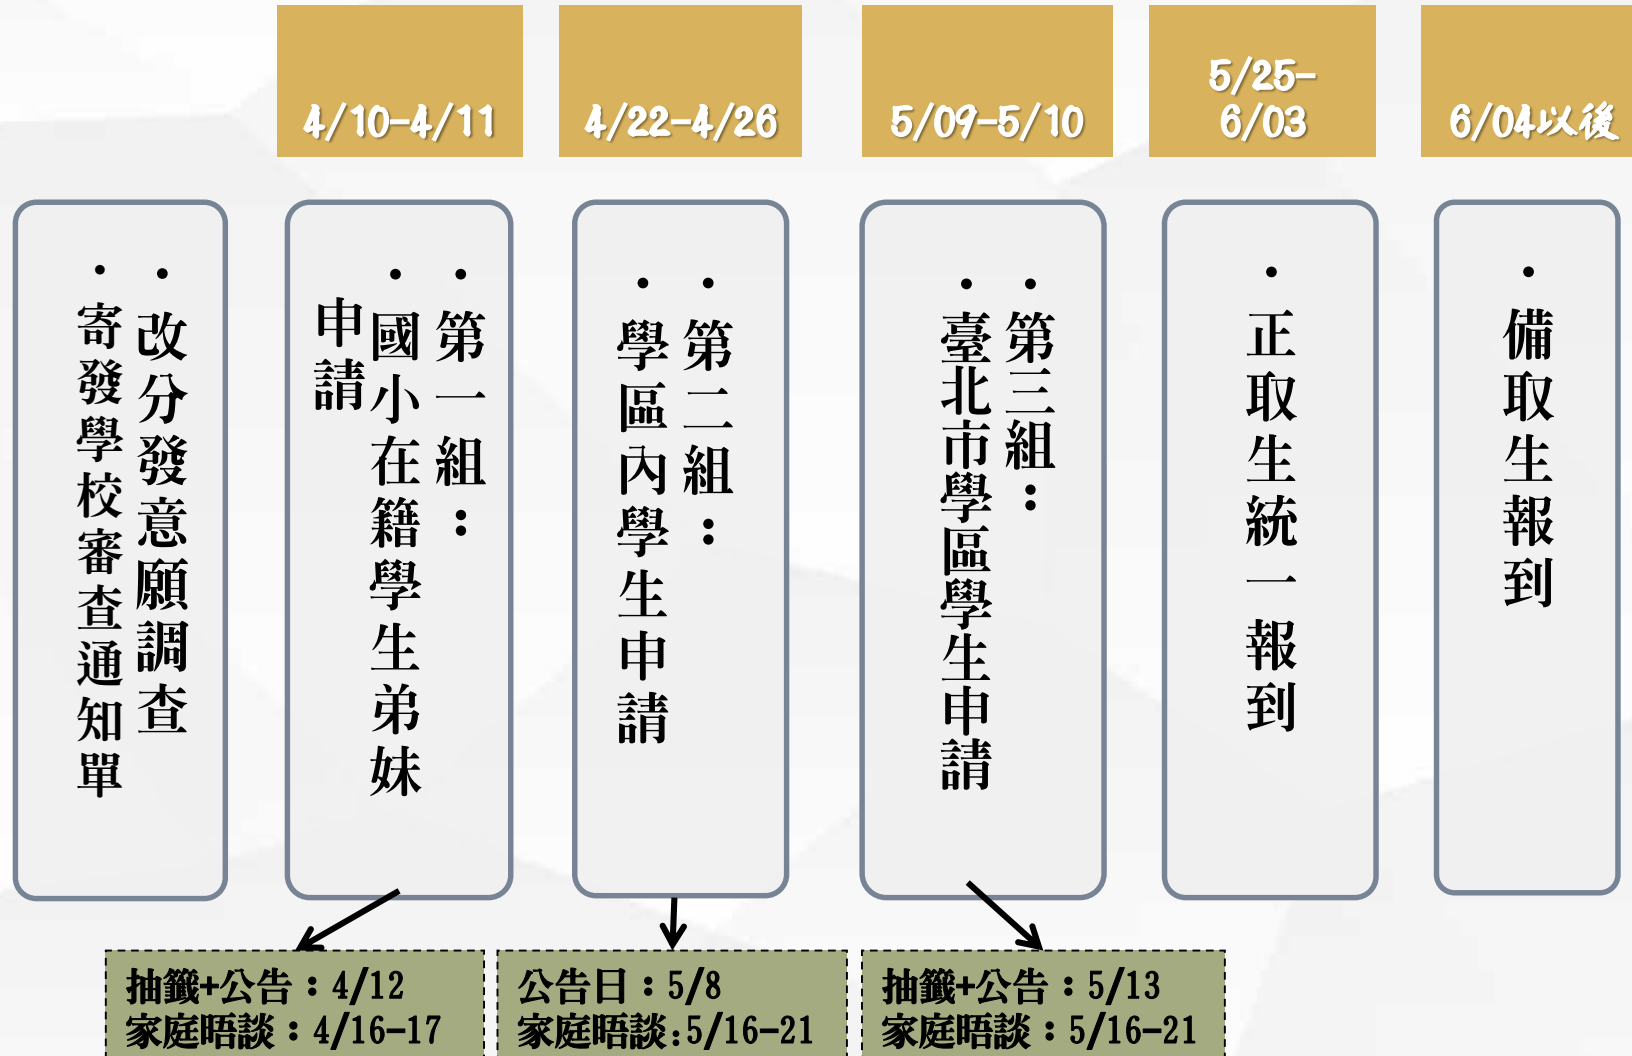 4/10-4/11
4/22-4/26
5/09-5/10
5/25-
6/03
6/04以後
•改分發意願調查
•寄發學校審查通知單
•第一組：
•國小在籍學生弟妹
申請
•第二組：
•學區內學生申請
•第三組：
•臺北市學區學生申請
•正取生統一報到
•備取生報到
抽籤+公告：4/12
家庭晤談：4/16-17
公告日：5/8
家庭晤談:5/16-21
抽籤+公告：5/13
家庭晤談：5/16-21